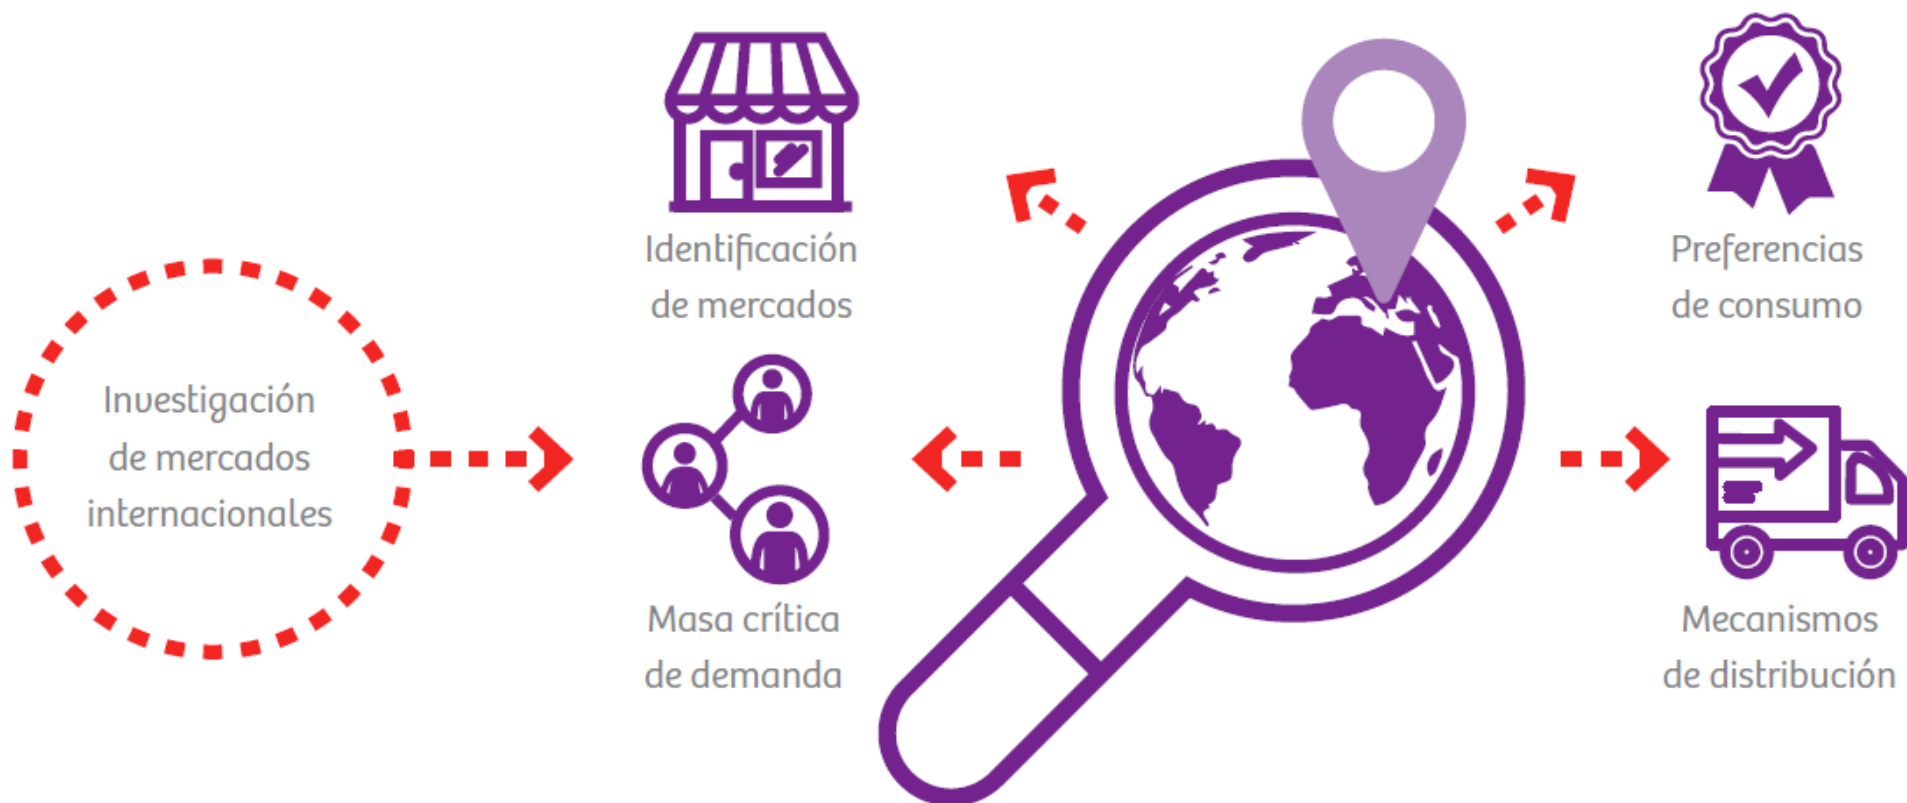 Investigación
de mercados
internacionales
Identificación
de mercados
Masa crítica
de demanda
Preferencias
de consumo
Mecanismos
de distribución